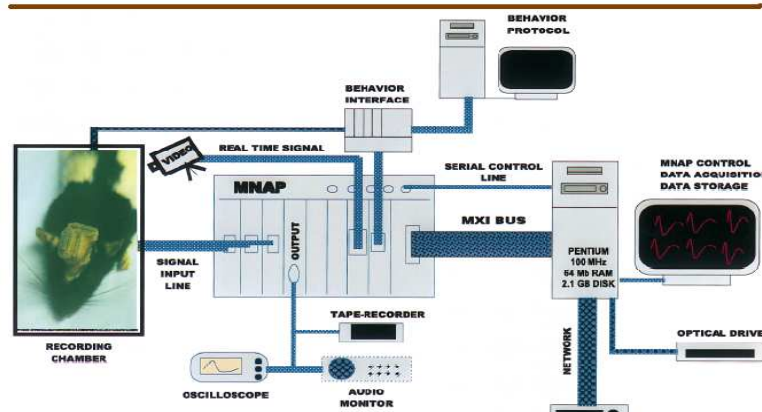 BEHAVIOR
PROTOCOL
BEHAVIOR
INTERFACE
VIDEO
REAL TIME SIGNAL
SERIAL CONTROL
LINE
MNAP CONTROL
DATA ACQUISITION
DATA STORAGE
MNAP
MXI BUS
OUTPUT
SIGNAL
INPUT
LINE
PENTIUM
100 MHz
64 Mb RAM
2.1 GB DISK
TAPE-RECORDER
NETWORK
OPTICAL DRIVE
RECORDING
CHAMBER
OSCILLOSCOPE
AUDIO
MONITOR